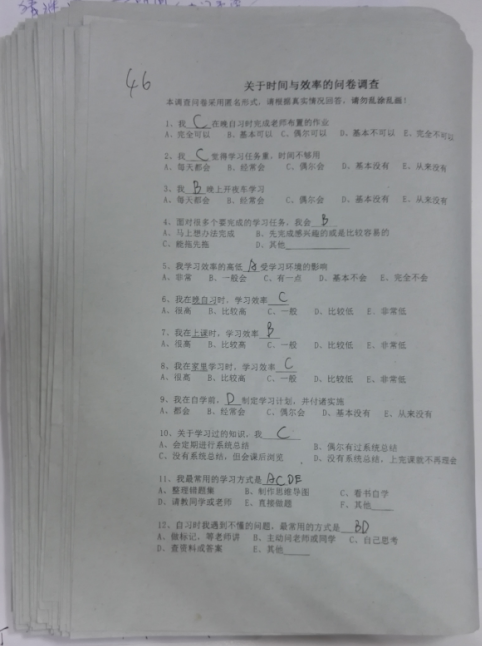 46
关于时间与效率的问卷调查
本调查问卷采用匿名形式，请根据真实情况回答，请勿乱涂乱画！
1、我 C 在晚自习时完成老师布置的作业
A、完全可以 B、基本可以 C、偶尔可以 D、基本不可以 E、完全不可以
2、我 C 觉得学习任务重，时间不够用
A、每天都会 B、经常会 C、偶尔会 D、基本没有 E、从来没有
3、我 B 晚上开夜车学习
A、每天都会 B、经常会 C、偶尔会 D、基本没有 E、从来没有
4、面对很多个要完成的学习任务，我会 B
A、马上想办法完成 B、先完成感兴趣的或是比较容易的
C、能拖先拖 D、其他
5、我学习效率的高低 A 受学习环境的影响
A、非常 B、一般会 C、有一点 D、基本不会 E、完全不会
6、我在晚自习时，学习效率 C
A、很高 B、比较高 C、一般 D、比较低 E、非常低
7、我在上课时，学习效率 B
A、很高 B、比较高 C、一般 D、比较低 E、非常低
8、我在家里学习时，学习效率 C
A、很高 B、比较高 C、一般 D、比较低 E、非常低
9、我在自学前， D 制定学习计划，并付诸实施
A、都会 B、经常会 C、偶尔会 D、基本没有 E、从来没有
10、关于学习过的知识，我 C
A、会定期进行系统总结 B、偶尔有过系统总结
C、没有系统总结，但会课后浏览 D、没有系统总结，上完课就不再理会
11、我最常用的学习方式是 ACDE
A、整理错题集 B、制作思维导图 C、看书自学
D、请教同学或老师 E、直接做题 F、其他
12、自习时我遇到不懂的问题，最常用的方式是 BD
A、做标记，等老师讲 B、主动问老师或同学 C、自己思考
D、查资料或答案 E、其他